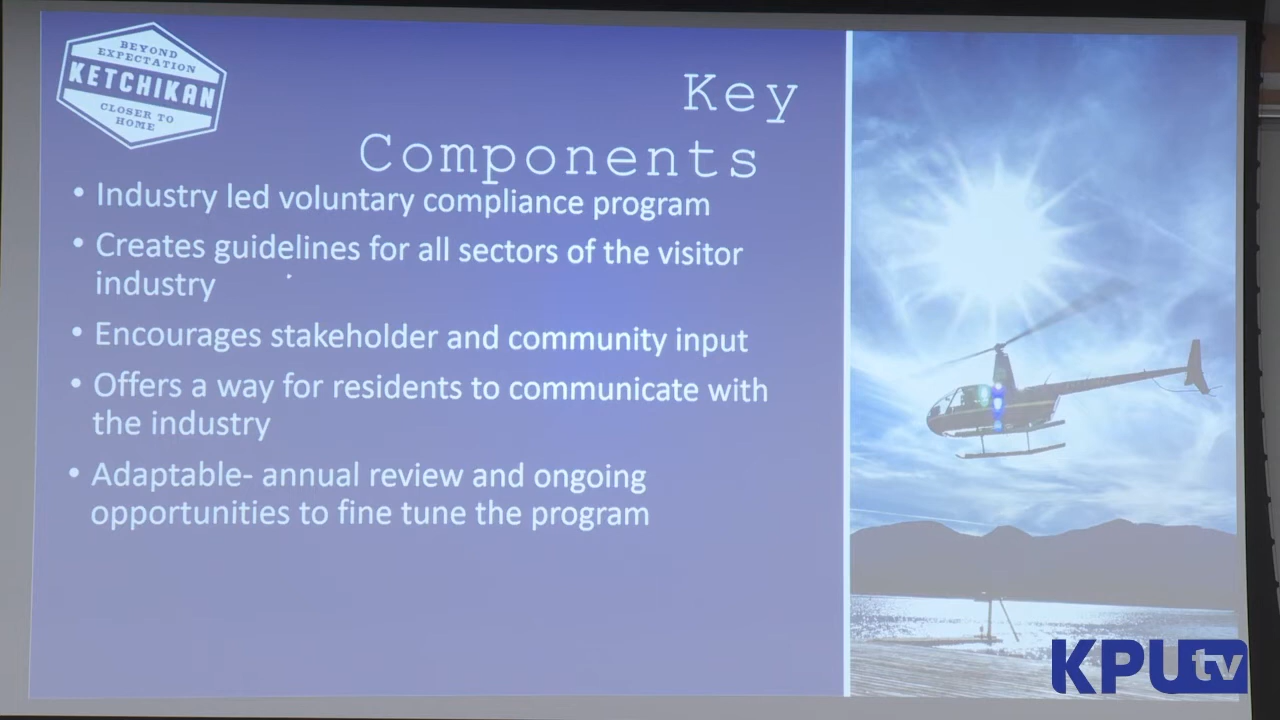 BEYOND
EXPECTATION
KETCHIKAN
CLOSER TO
HOME
Key
Components
• Industry led voluntary compliance program
• Creates guidelines for all sectors of the visitor
industry
• Encourages stakeholder and community input
• Offers a way for residents to communicate with
the industry
• Adaptable- annual review and ongoing
opportunities to fine tune the program
KPUtv